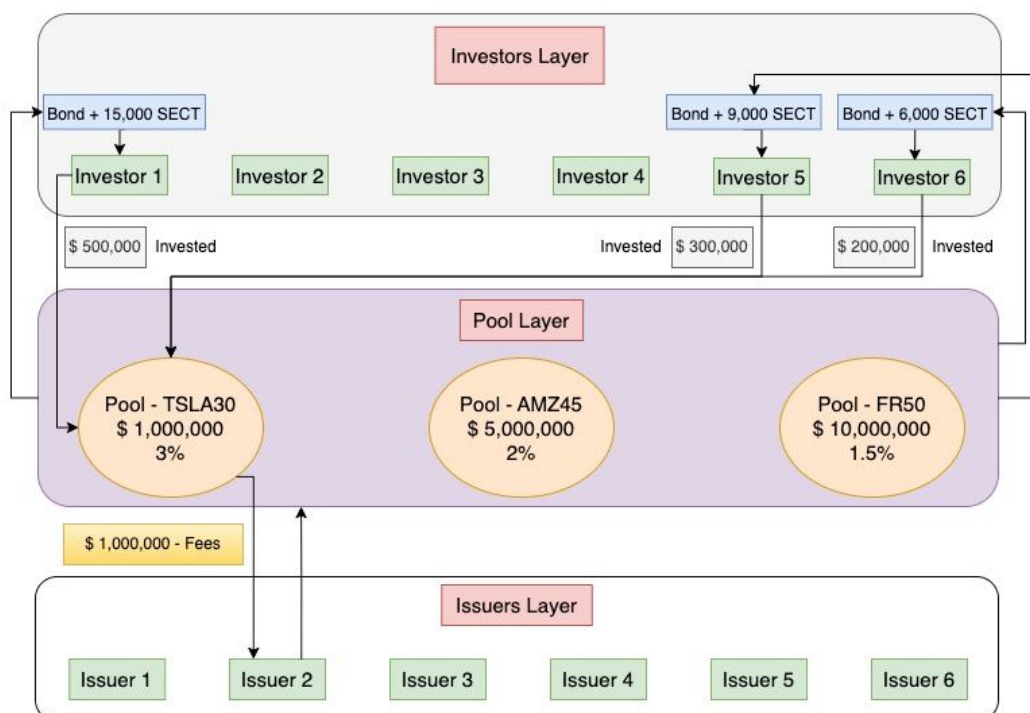 Investors Layer
Bond + 15,000 SECT
Bond + 9,000 SECT
Bond + 6,000 SECT
Investor 1
Investor 2
Investor 3
Investor 4
Investor 5
Investor 6
$ 500,000
Invested
Invested
$ 300,000
$ 200,000
Invested
Pool Layer
Pool - TSLA30
$ 1,000,000
3%
Pool - AMZ45
$ 5,000,000
2%
Pool - FR50
$ 10,000,000
1.5%
$ 1,000,000 - Fees
Issuers Layer
Issuer 1
Issuer 2
Issuer 3
Issuer 4
Issuer 5
Issuer 6